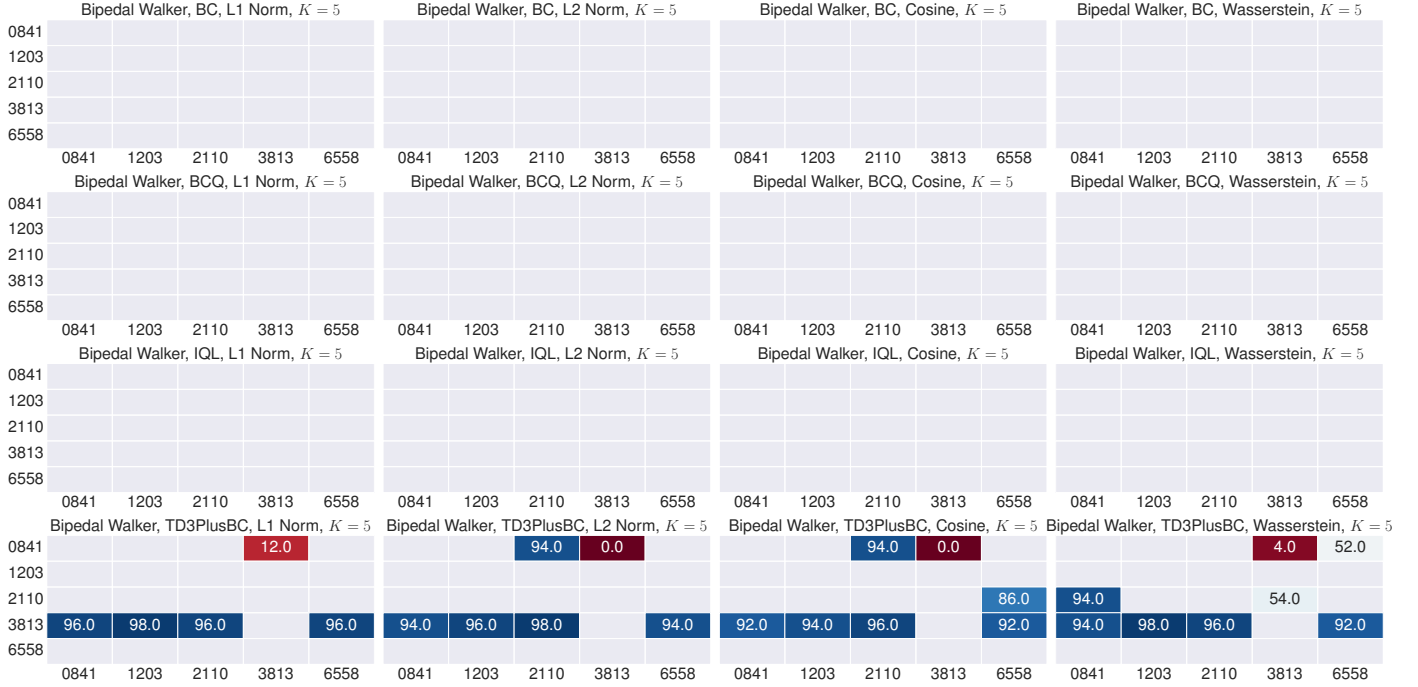 Bipedal Walker, BC, L1 Norm, K = 5 Bipedal Walker, BC, L2 Norm, K = 5 Bipedal Walker, BC, Cosine, K = 5 Bipedal Walker, BC, Wasserstein, K = 5
0841
1203
2110
3813
6558
0841 1203 2110 3813 6558 0841 1203 2110 3813 6558 0841 1203 2110 3813 6558 0841 1203 2110 3813 6558
Bipedal Walker, BCQ, L1 Norm, K = 5 Bipedal Walker, BCQ, L2 Norm, K = 5 Bipedal Walker, BCQ, Cosine, K = 5 Bipedal Walker, BCQ, Wasserstein, K = 5
0841
1203
2110
3813
6558
0841 1203 2110 3813 6558 0841 1203 2110 3813 6558 0841 1203 2110 3813 6558 0841 1203 2110 3813 6558
Bipedal Walker, IQL, L1 Norm, K = 5 Bipedal Walker, IQL, L2 Norm, K = 5 Bipedal Walker, IQL, Cosine, K = 5 Bipedal Walker, IQL, Wasserstein, K = 5
0841
1203
2110
3813
6558
0841 1203 2110 3813 6558 0841 1203 2110 3813 6558 0841 1203 2110 3813 6558 0841 1203 2110 3813 6558
Bipedal Walker, TD3PlusBC, L1 Norm, K = 5 Bipedal Walker, TD3PlusBC, L2 Norm, K = 5 Bipedal Walker, TD3PlusBC, Cosine, K = 5 Bipedal Walker, TD3PlusBC, Wasserstein, K = 5
0841 12.0 94.0 0.0 94.0 0.0 4.0 52.0
1203
2110 86.0 94.0 54.0
3813 96.0 98.0 96.0 96.0 94.0 96.0 98.0 94.0 92.0 94.0 96.0 92.0 94.0 98.0 96.0 92.0
6558
0841 1203 2110 3813 6558 0841 1203 2110 3813 6558 0841 1203 2110 3813 6558 0841 1203 2110 3813 6558